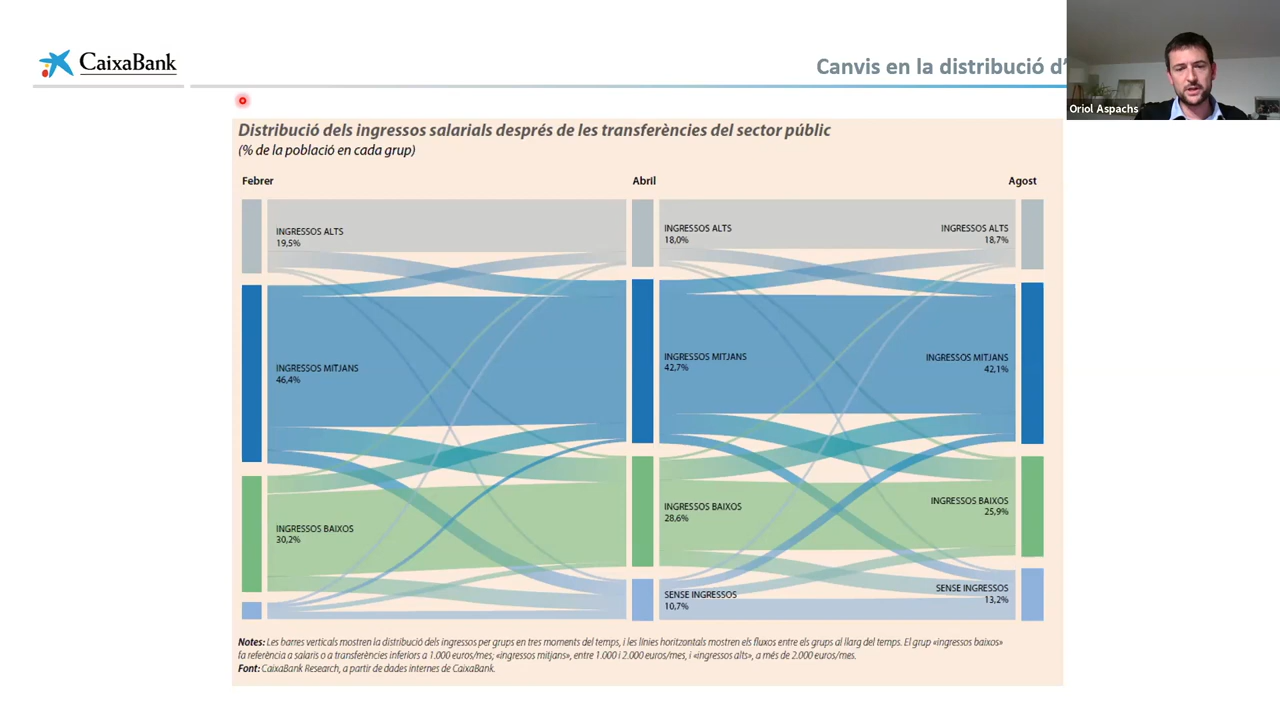 CaixaBank
Canvis en la distribució d'
Oriol Aspachs
Distribució dels ingressos salarials després de les transferències del sector públic
(% de la població en cada grup)
Febrer
Abril
Agost
INGRESSOS ALTS
19,5%
INGRESSOS ALTS
18,0%
INGRESSOS ALTS
18,7%
INGRESSOS MITJANS
46,4%
INGRESSOS MITJANS
42,7%
INGRESSOS MITJANS
42,1%
INGRESSOS BAIXOS
30,2%
INGRESSOS BAIXOS
28,6%
INGRESSOS BAIXOS
25,9%
SENSE INGRESSOS
10,7%
SENSE INGRESSOS
13,2%
Notes: Les barres verticals mostren la distribució dels ingressos per grups en tres moments del temps, i les línies horitzontals mostren els fluxos entre els grups al llarg del temps. El grup «ingressos baixos»
fa referència a salaris o a transferències inferiors a 1.000 euros/mes; «ingressos mitjans», entre 1.000 i 2.000 euros/mes, i «ingressos alts», a més de 2.000 euros/mes.
Font: CaixaBank Research, a partir de dades internes de CaixaBank.